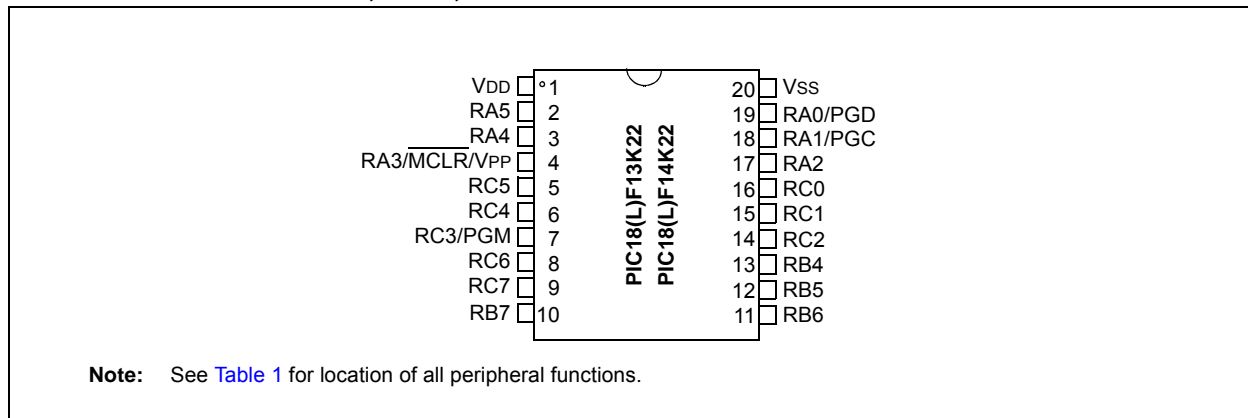 VDD 1 20 VSS
RA5 2 19 RA0/PGD
RA4 3 18 RA1/PGC
RA3/MCLR/VPP 4 17 RA2
RC5 5 16 RC0
RC4 6 15 RC1
RC3/PGM 7 14 RC2
RC6 8 13 RB4
RC7 9 12 RB5
RB7 10 11 RB6
PIC18(L)F13K22
PIC18(L)F14K22
Note: See Table 1 for location of all peripheral functions.